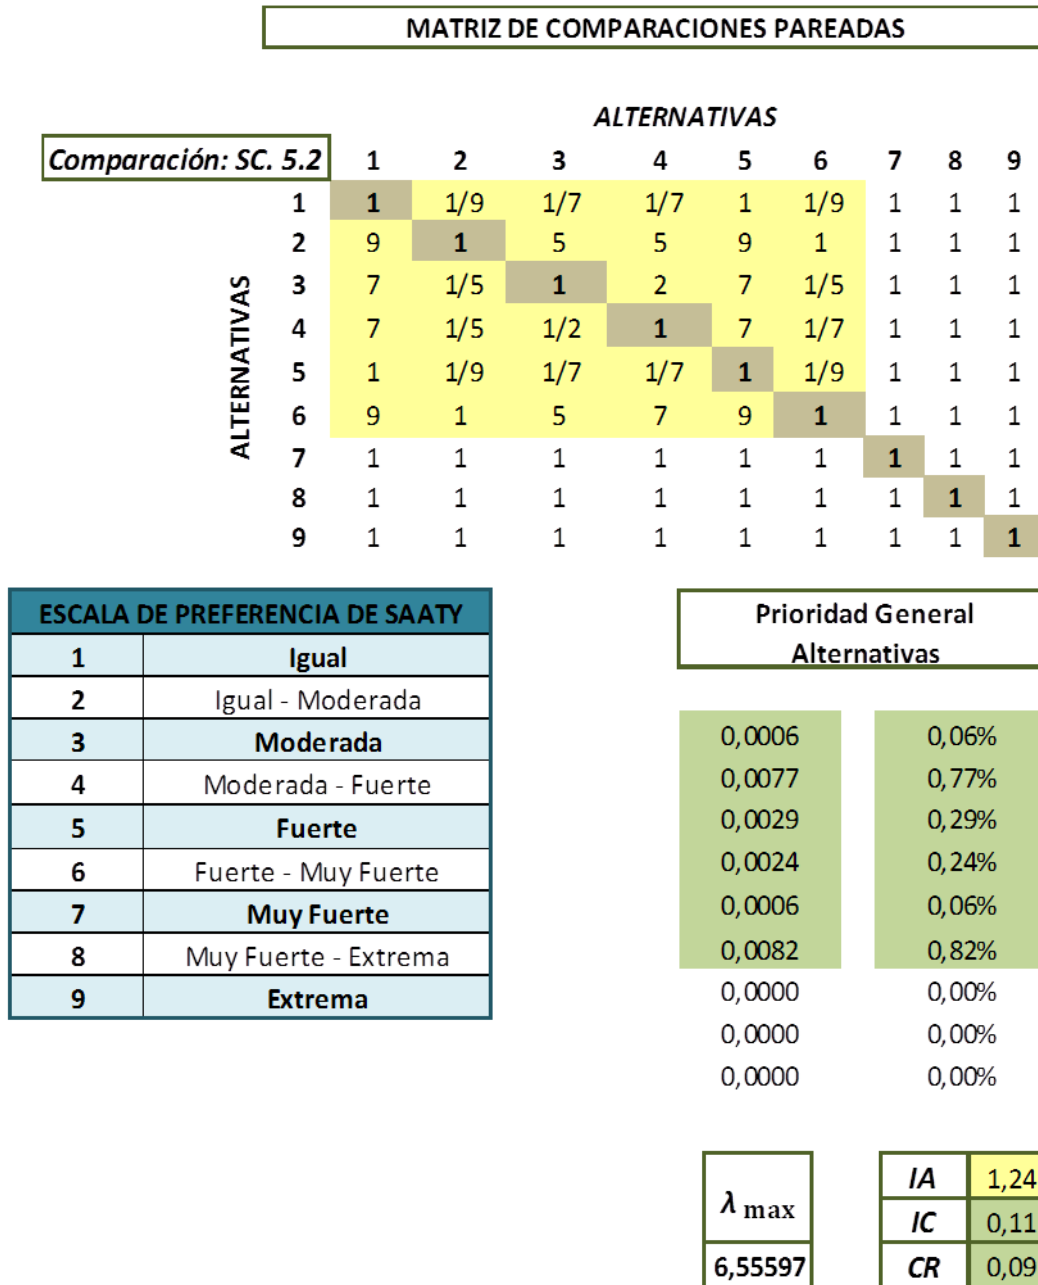 MATRIZ DE COMPARACIONES PAREADAS
ALTERNATIVAS
Comparación: SC. 5.2 1 2 3 4 5 6 7 8 9
ALTERNATIVAS
1 1 1/9 1/7 1/7 1 1/9 1 1 1
2 9 1 5 5 9 1 1 1 1
3 7 1/5 1 2 7 1/5 1 1 1
4 7 1/5 1/2 1 7 1/7 1 1 1
5 1 1/9 1/7 1/7 1 1/9 1 1 1
6 9 1 5 7 9 1 1 1 1
7 1 1 1 1 1 1 1 1 1
8 1 1 1 1 1 1 1 1 1
9 1 1 1 1 1 1 1 1 1
ESCALA DE PREFERENCIA DE SAATY
1 Igual
2 Igual - Moderada
3 Moderada
4 Moderada - Fuerte
5 Fuerte
6 Fuerte - Muy Fuerte
7 Muy Fuerte
8 Muy Fuerte - Extrema
9 Extrema
Prioridad General
Alternativas
0,0006 0,06%
0,0077 0,77%
0,0029 0,29%
0,0024 0,24%
0,0006 0,06%
0,0082 0,82%
0,0000 0,00%
0,0000 0,00%
0,0000 0,00%
λ max
6,55597
IA 1,24
IC 0,11
CR 0,09